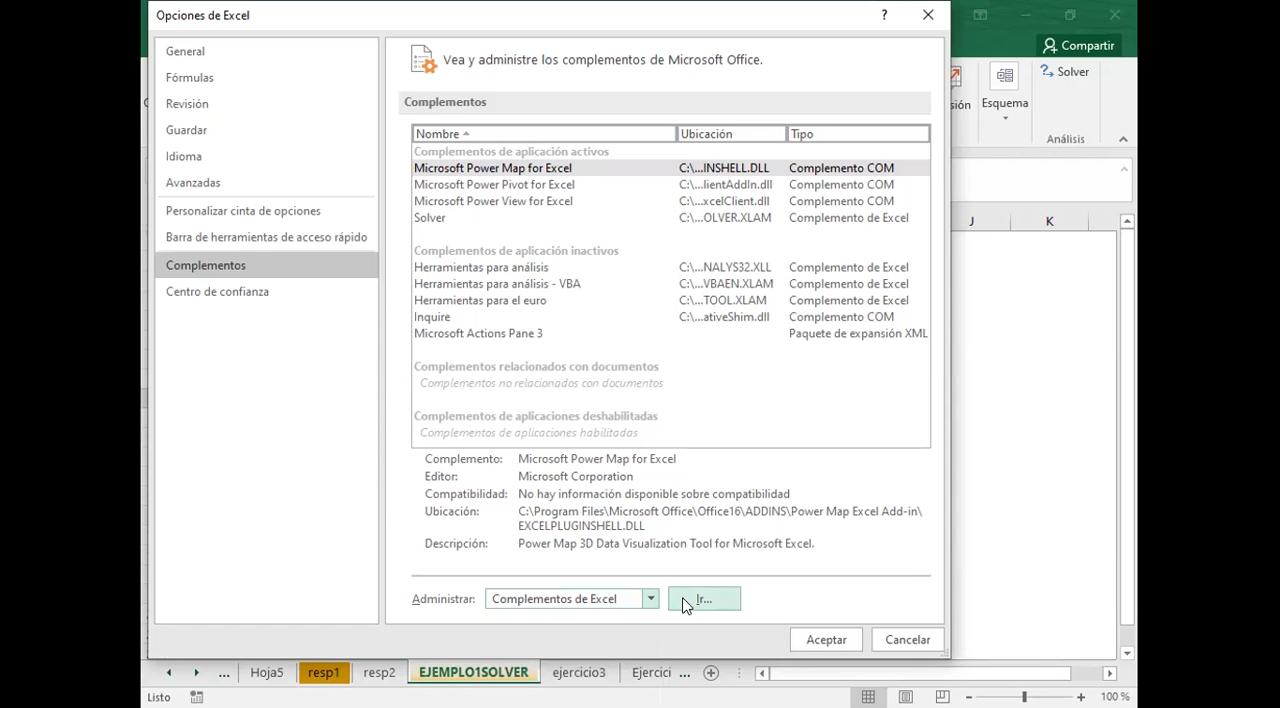 Opciones de Excel
?
General
Fórmulas
Revisión
Guardar
Idioma
Avanzadas
Personalizar cinta de opciones
Barra de herramientas de acceso rápido
Complementos
Centro de confianza
Vea y administre los complementos de Microsoft Office.
Complementos
Nombre Ubicación Tipo
Complementos de aplicación activos
Microsoft Power Map for Excel C:\...INSHELL.DLL Complemento COM
Microsoft Power Pivot for Excel C:\...lientAddIn.dll Complemento COM
Microsoft Power View for Excel C:\...xcelClient.dll Complemento COM
Solver C:\...OLVER.XLAM Complemento de Excel
Complementos de aplicación inactivos
Herramientas para análisis C:\...NALYS32.XLL Complemento de Excel
Herramientas para análisis - VBA C:\...VBAEN.XLAM Complemento de Excel
Herramientas para el euro C:\...TOOL.XLAM Complemento de Excel
Inquire C:\...ativeShim.dll Complemento COM
Microsoft Actions Pane 3 Paquete de expansión XML
Complementos relacionados con documentos
Complementos no relacionados con documentos
Complementos de aplicaciones deshabilitadas
Complementos de aplicaciones habilitadas
Complemento: Microsoft Power Map for Excel
Editor: Microsoft Corporation
Compatibilidad: No hay información disponible sobre compatibilidad
Ubicación: C:\Program Files\Microsoft Office\Office16\ADDINS\Power Map Excel Add-in\
EXCELPLUGINSHELL.DLL
Descripción: Power Map 3D Data Visualization Tool for Microsoft Excel.
Administrar: Complementos de Excel Ir...
Aceptar Cancelar
Compartir
Solver
sión Esquema
Análisis
J K
... Hoja5 resp1 resp2 EJEMPLO1SOLVER ejercicio3 Ejercici ...
Listo 100 %